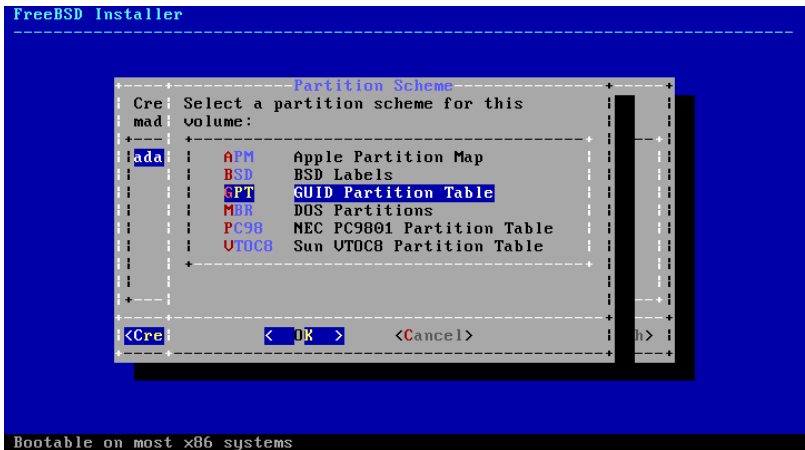 FreeBSD Installer
Partition Scheme
Cre Select a partition scheme for this
mad volume:
ada
APM Apple Partition Map
BSD BSD Labels
GPT GUID Partition Table
MBR DOS Partitions
PC98 NEC PC9801 Partition Table
VTOC8 Sun VTOC8 Partition Table
<Cre < OK > <Cancel> h>
Bootable on most x86 systems